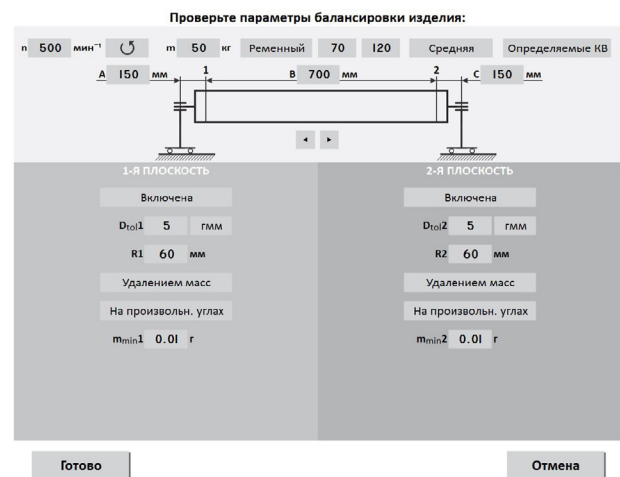 Проверьте параметры балансировки изделия:
n 500 мин⁻¹ m 50 кг Ременный 70 120 Средняя Определяемые КВ
A 150 мм 1 B 700 мм 2 C 150 мм
1-Я ПЛОСКОСТЬ 2-Я ПЛОСКОСТЬ
Включена Включена
Dtol1 5 гмм Dtol2 5 гмм
R1 60 мм R2 60 мм
Удалением масс Удалением масс
На произвольн. углах На произвольн. углах
mmin1 0.01 г mmin2 0.01 г
Готово Отмена